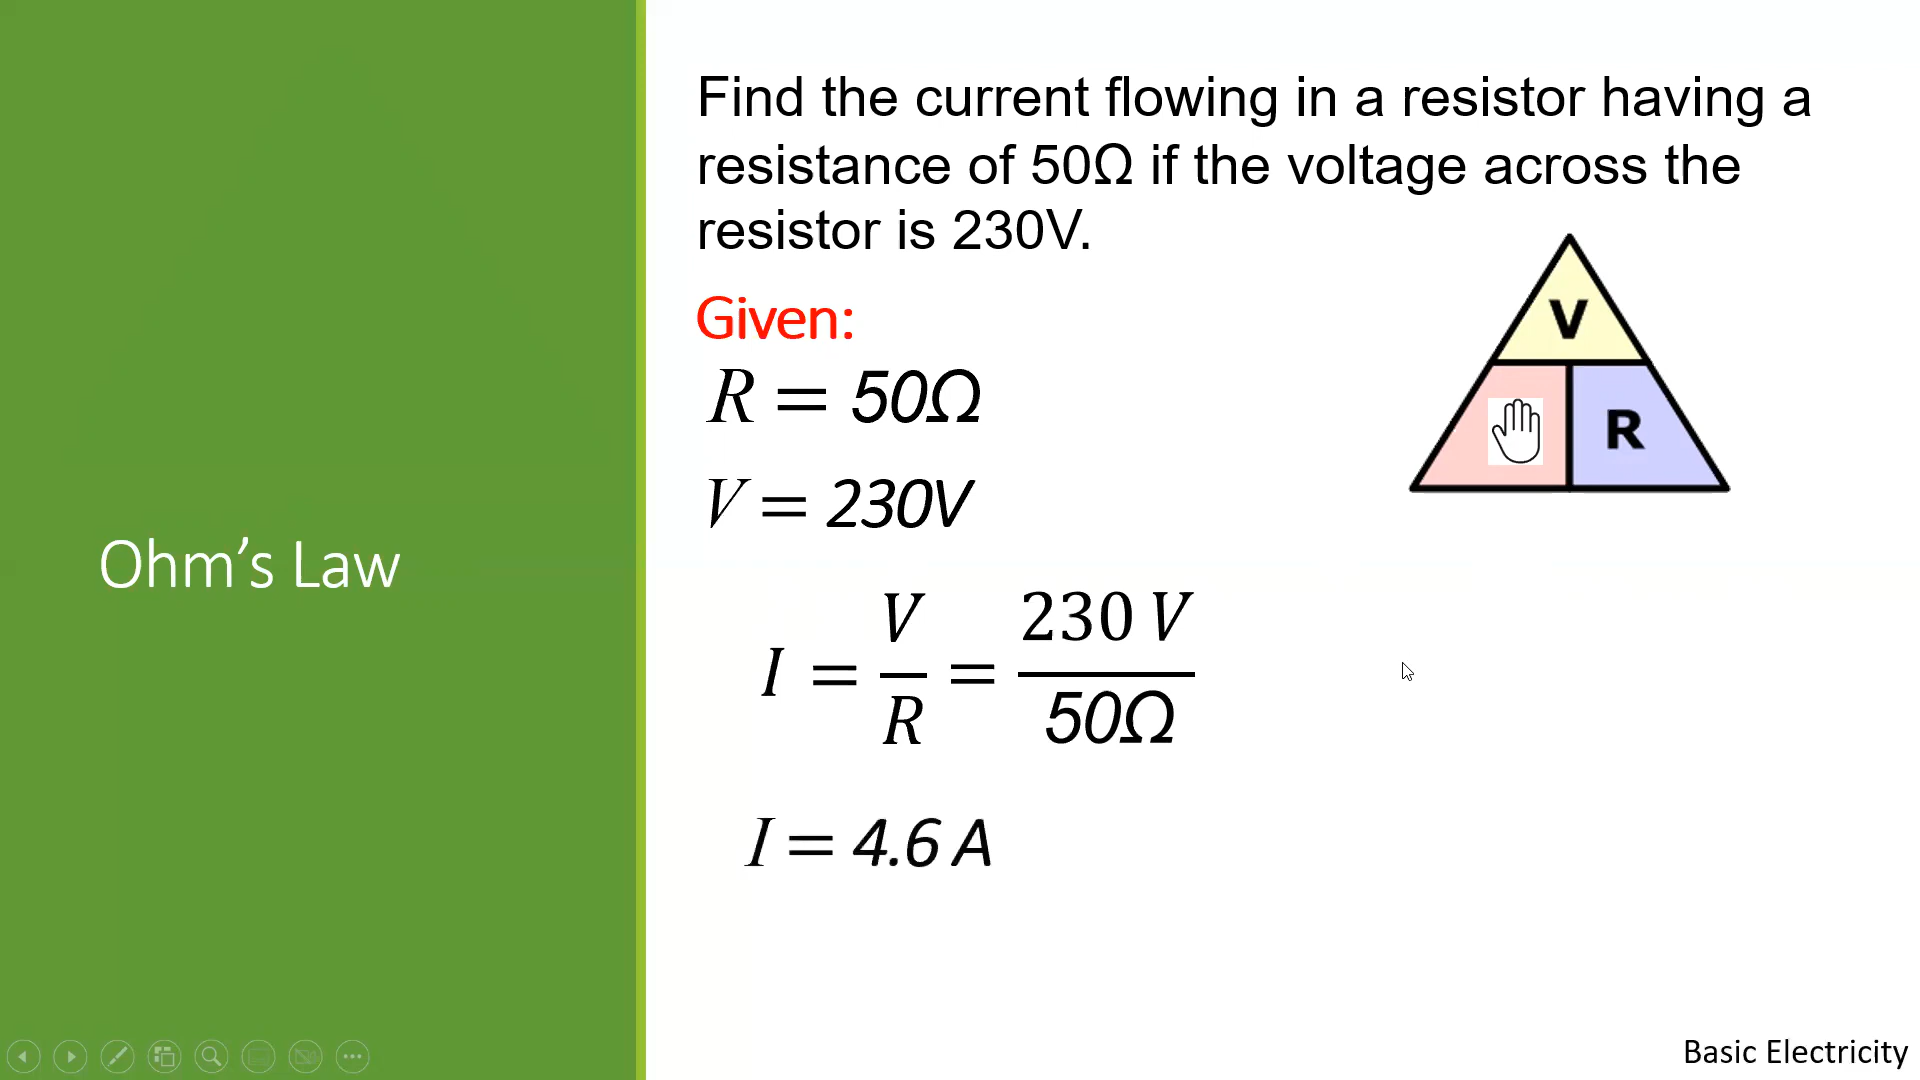 Find the current flowing in a resistor having a
resistance of 50Ω if the voltage across the
resistor is 230V.
Given:
R = 50Ω
V = 230V
V
R
Ohm’s Law
I = V/R = 230 V/50Ω
I = 4.6 A
Basic Electricity